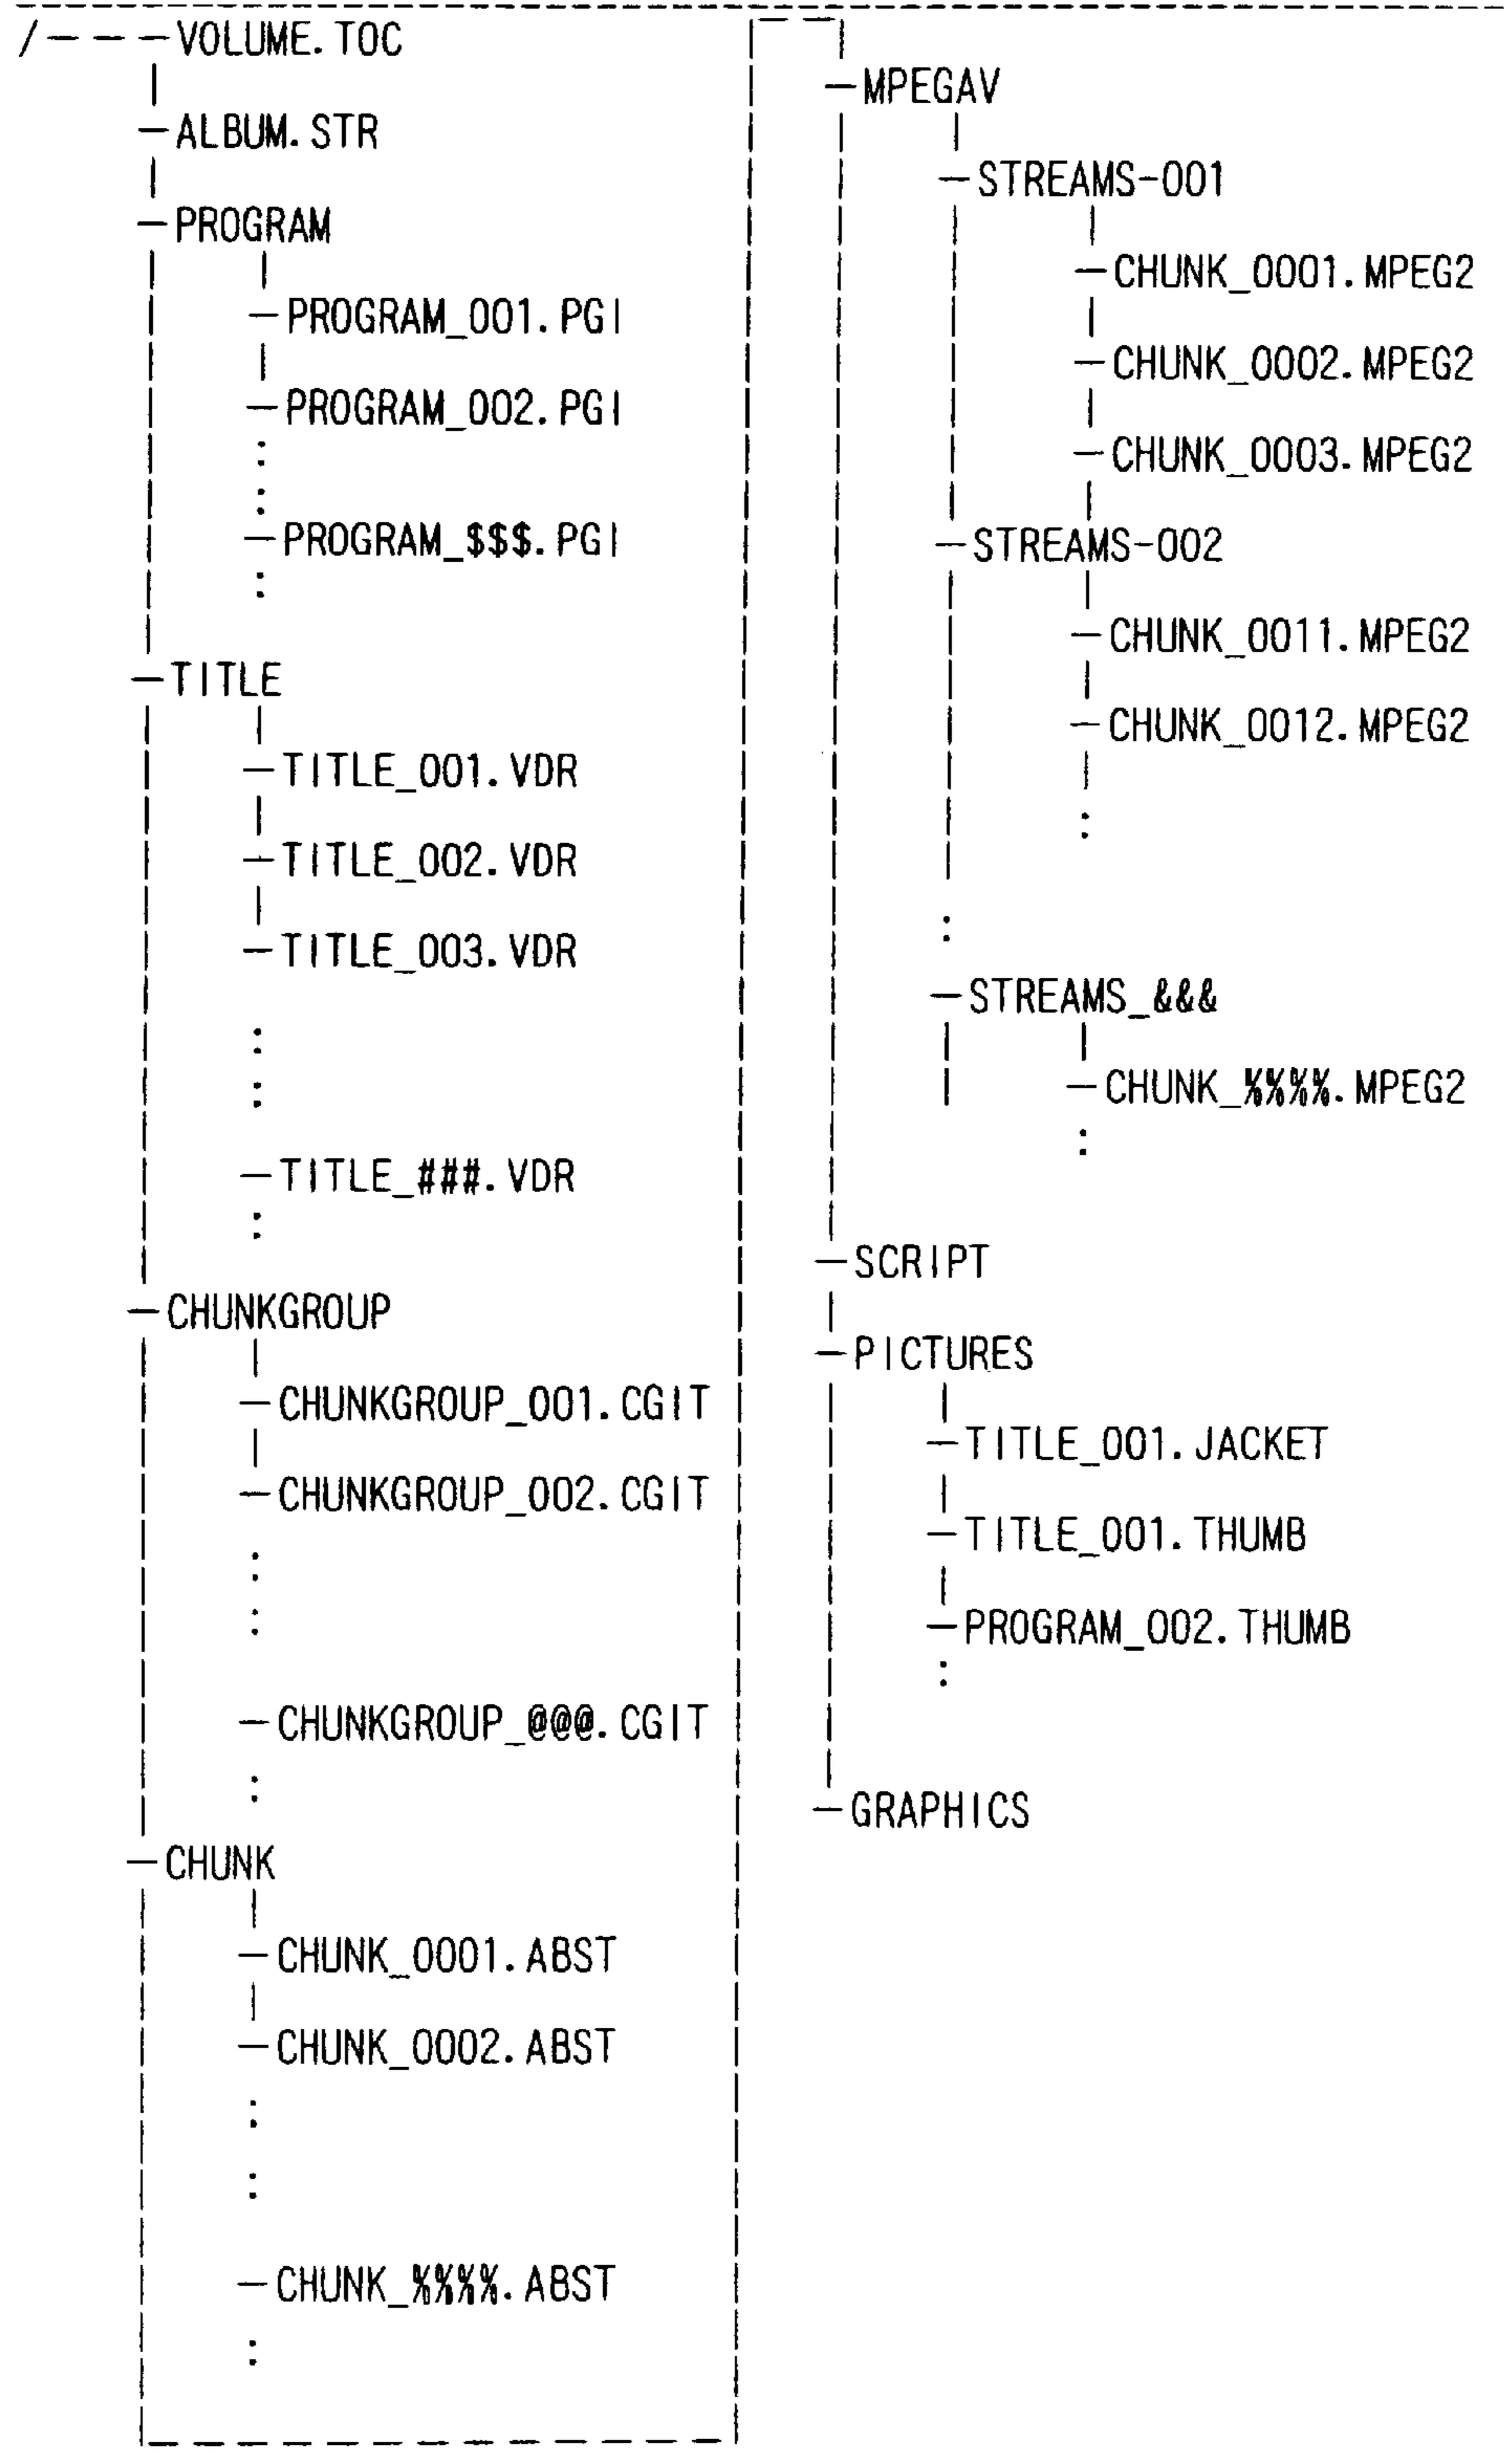 /---VOLUME.TOC
-ALBUM.STR
-PROGRAM
-PROGRAM_001.PGI
-PROGRAM_002.PGI
:
:
-PROGRAM_$$$.PGI
:
-TITLE
-TITLE_001.VDR
-TITLE_002.VDR
-TITLE_003.VDR
:
:
-TITLE_###.VDR
:
-CHUNKGROUP
-CHUNKGROUP_001.CGIT
-CHUNKGROUP_002.CGIT
:
:
-CHUNKGROUP_@@@.CGIT
:
-CHUNK
-CHUNK_0001.ABST
-CHUNK_0002.ABST
:
:
-CHUNK_%%%%.ABST
:
-MPEGAV
-STREAMS-001
-CHUNK_0001.MPEG2
-CHUNK_0002.MPEG2
-CHUNK_0003.MPEG2
-STREAMS-002
-CHUNK_0011.MPEG2
-CHUNK_0012.MPEG2
:
:
-STREAMS_&&&
-CHUNK_%%%%.MPEG2
:
-SCRIPT
-PICTURES
-TITLE_001.JACKET
-TITLE_001.THUMB
-PROGRAM_002.THUMB
:
-GRAPHICS